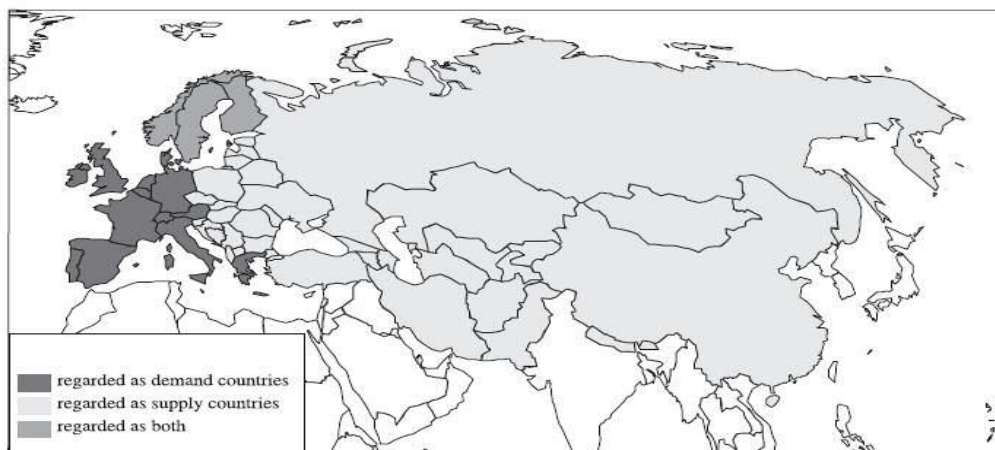 regarded as demand countries
regarded as supply countries
regarded as both